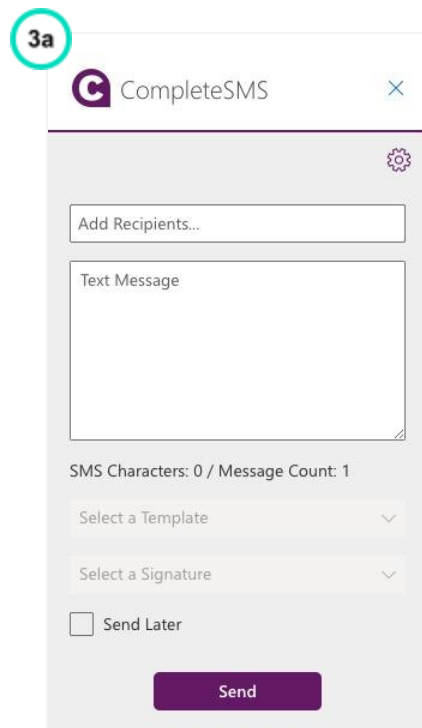 3a
CompleteSMS
Add Recipients...
Text Message
SMS Characters: 0 / Message Count: 1
Select a Template
Select a Signature
Send Later
Send